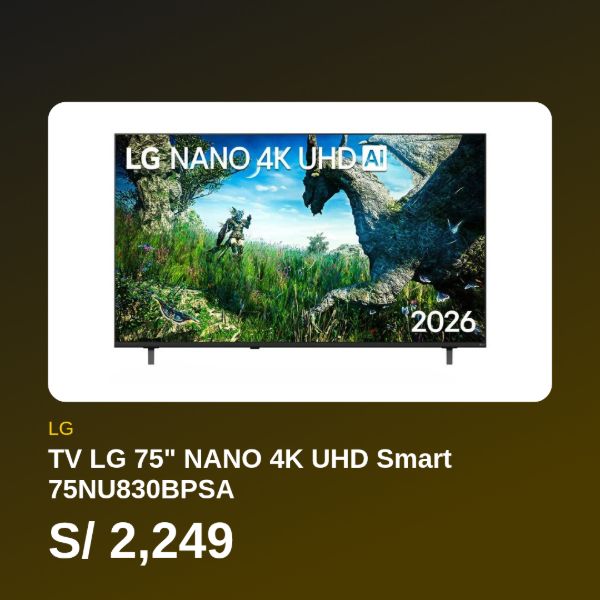 LG NANO 4K UHD AI
2026
LG
TV LG 75" NANO 4K UHD Smart
75NU830BPSA
S/ 2,249